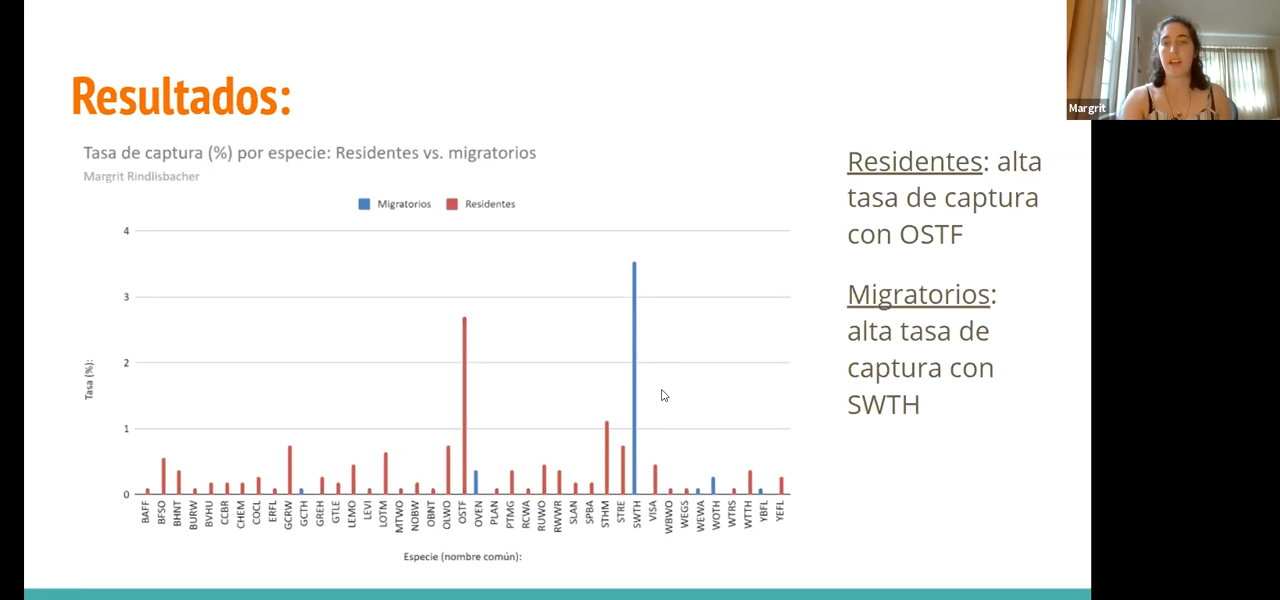 Resultados:
Margrit
Tasa de captura (%) por especie: Residentes vs. migratorios
Margrit Rindlisbacher
Migratorios
Residentes
4
3
2
1
0
Tasa (%):
BAFF
BFSO
BHNT
BURW
BVHU
CCBR
CHEM
COCL
ERFL
GCRW
GCTH
GREH
GTLE
LEMO
LEVI
LOTM
MTWO
NOBW
OBNT
OLWO
OSTF
OVEN
PLAN
PTMG
RCWA
RUWO
RWWR
SLAN
SPBA
STHM
STRE
SWTH
VISA
WBWO
WEGS
WEWA
WOTH
WTRS
WTTH
YBFL
YEFL
Especie (nombre común):
Residentes: alta
tasa de captura
con OSTF
Migratorios:
alta tasa de
captura con
SWTH